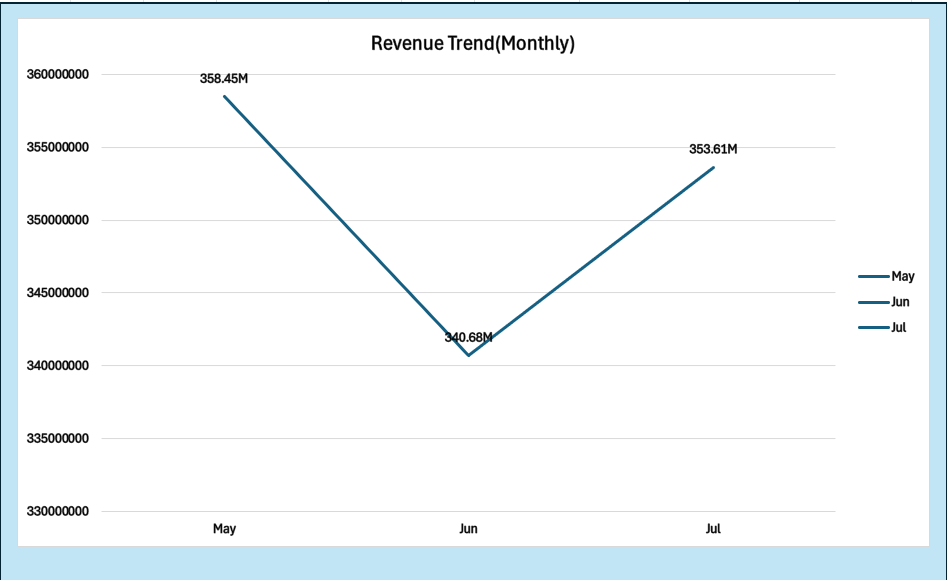 Revenue Trend(Monthly)
360000000
358.45M
355000000
353.61M
350000000
345000000
340.68M
340000000
335000000
330000000
May
Jun
Jul
May
Jun
Jul